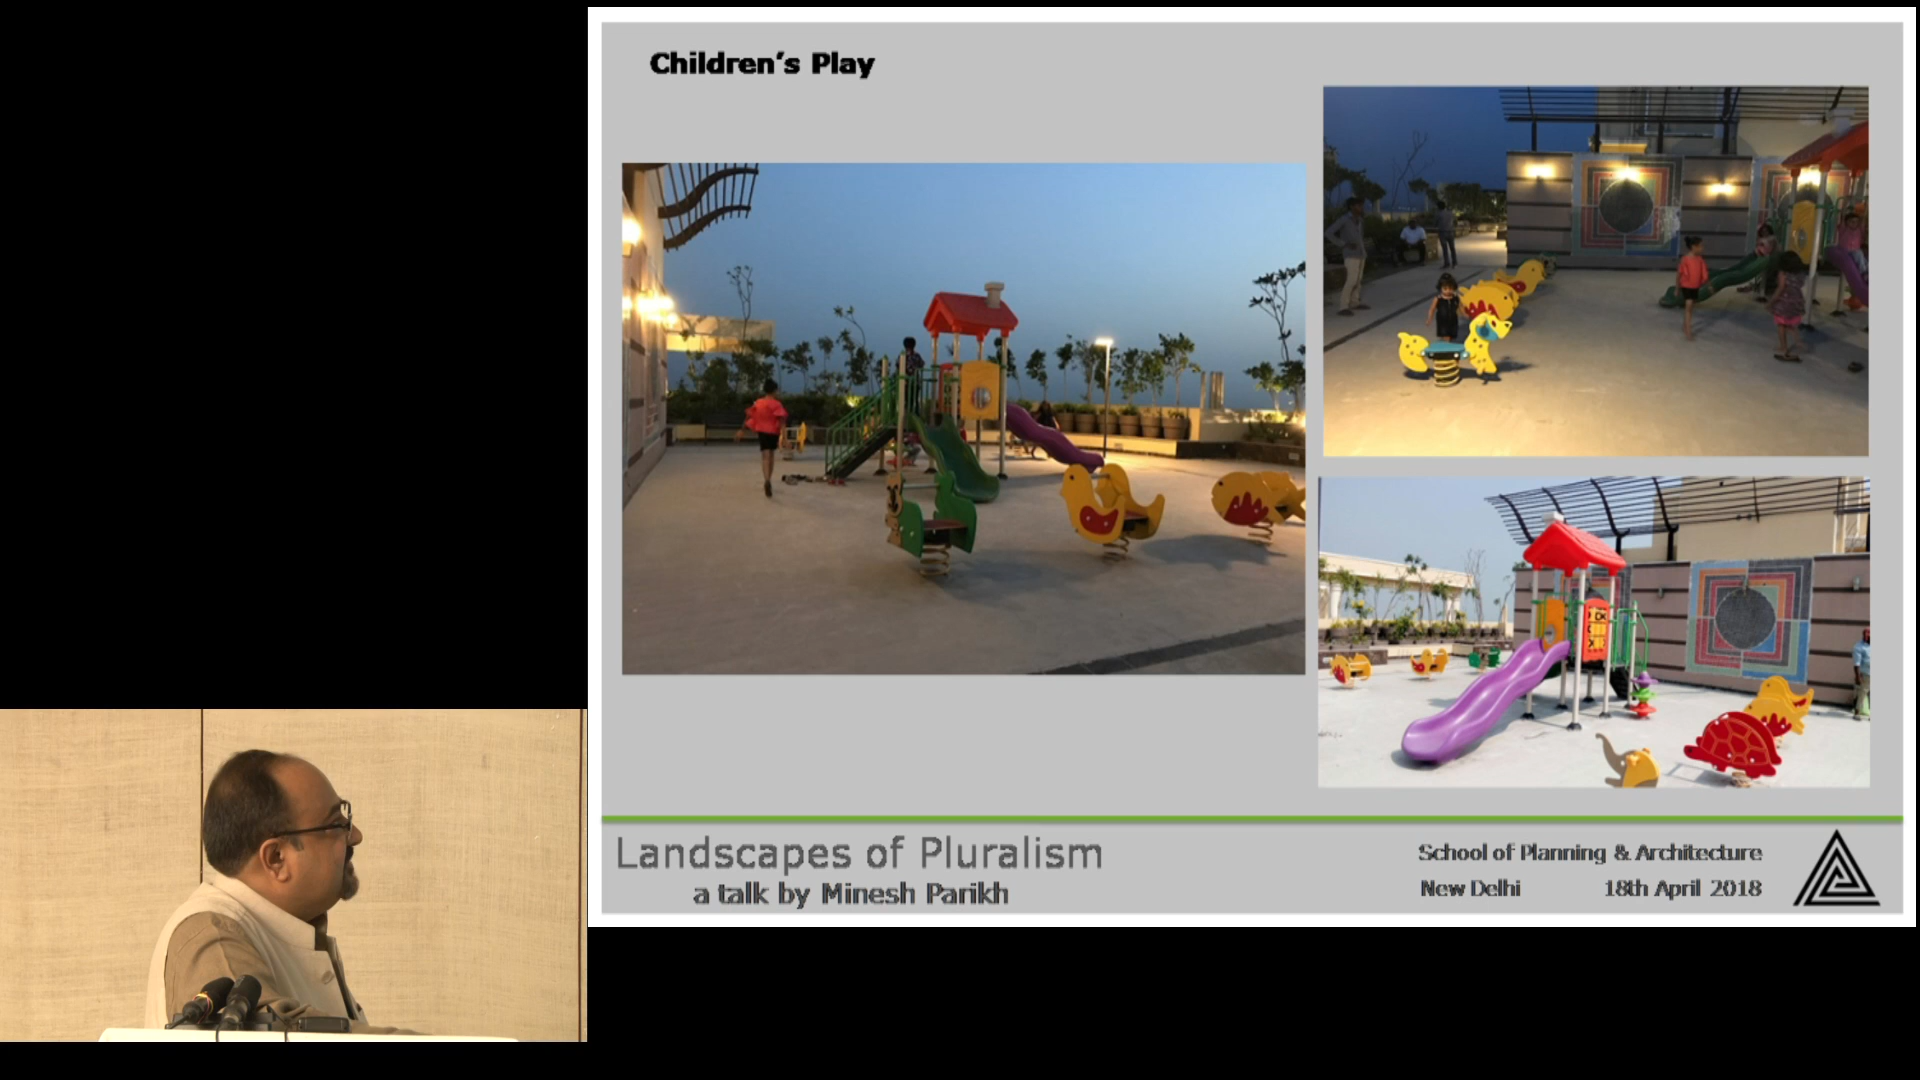 Children's Play
Landscapes of Pluralism
a talk by Minesh Parikh
School of Planning & Architecture
New Delhi 18th April 2018